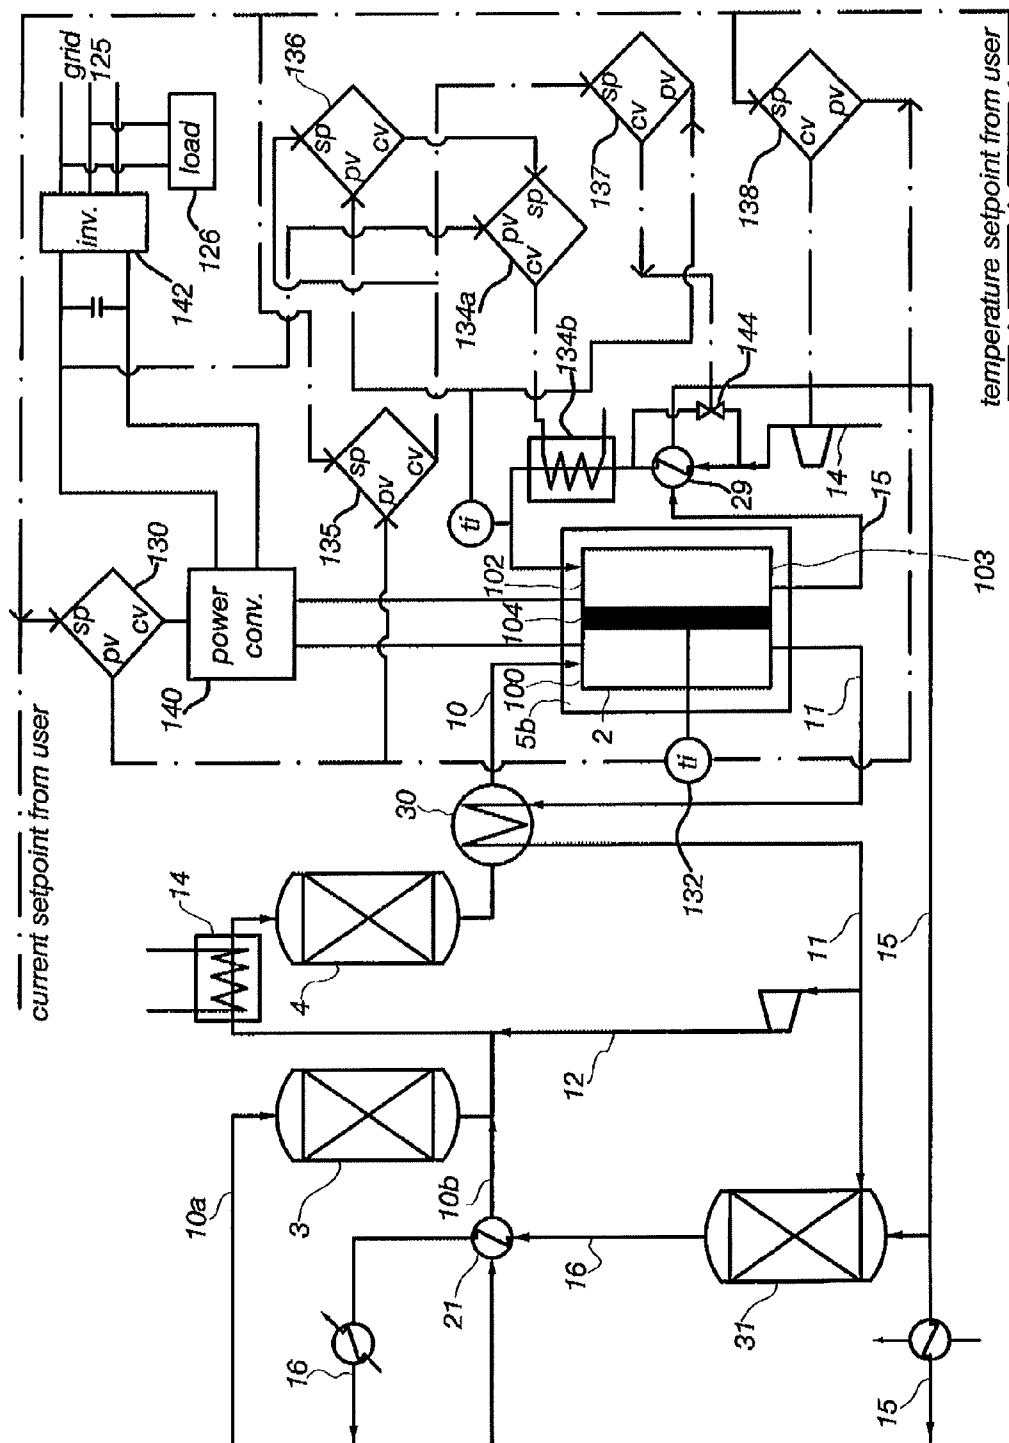 current setpoint from user
grid
125
inv.
sp
pv
cv
130
140
power
conv.
142
load
126
10a
14
136
sp
pv
cv
16
3
4
135
sp
pv
cv
30
10b
10
ti
134a
pv
sp
cv
21
5b
100
102
104
2
134b
16
12
137
sp
cv
pv
132
ti
31
29
144
138
sp
cv
pv
11
11
14
15
15
15
103
temperature setpoint from user